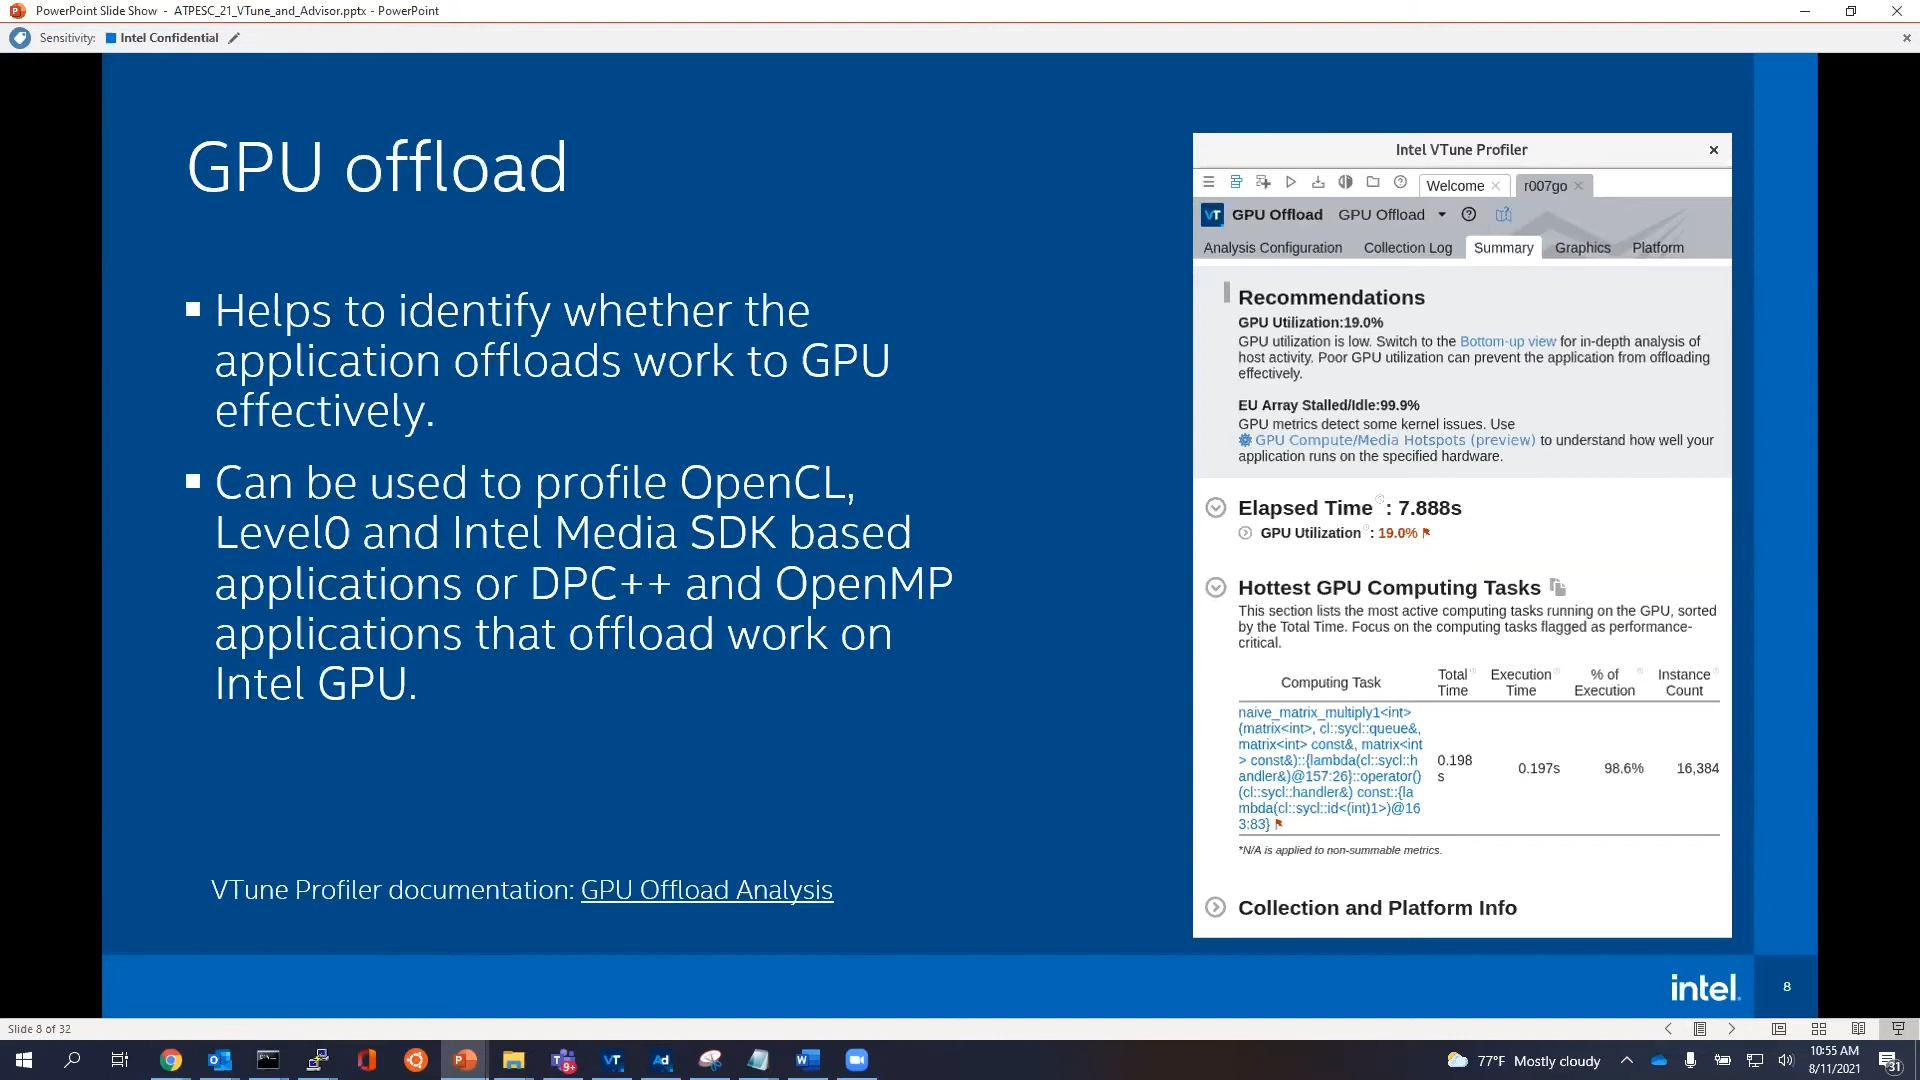 PowerPoint Slide Show - ATPESC_21_VTune_and_Advisor.pptx - PowerPoint
Sensitivity: Intel Confidential
GPU offload
Helps to identify whether the
application offloads work to GPU
effectively.
Can be used to profile OpenCL,
Level0 and Intel Media SDK based
applications or DPC++ and OpenMP
applications that offload work on
Intel GPU.
VTune Profiler documentation: GPU Offload Analysis
Intel VTune Profiler
Welcome r007go
VT GPU Offload GPU Offload
Analysis Configuration Collection Log Summary Graphics Platform
Recommendations
GPU Utilization:19.0%
GPU utilization is low. Switch to the Bottom-up view for in-depth analysis of
host activity. Poor GPU utilization can prevent the application from offloading
effectively.
EU Array Stalled/Idle:99.9%
GPU metrics detect some kernel issues. Use
GPU Compute/Media Hotspots (preview) to understand how well your
application runs on the specified hardware.
Elapsed Time : 7.888s
GPU Utilization : 19.0%
Hottest GPU Computing Tasks
This section lists the most active computing tasks running on the GPU, sorted
by the Total Time. Focus on the computing tasks flagged as performance-
critical.
Computing Task Total Time Execution Time % of Execution Instance Count
naive_matrix_multiply1<int>
(matrix<int>, cl::sycl::queue&,
matrix<int> const&, matrix<int
> const&)::{lambda(cl::sycl::h
andler&)@157:26}::operator()
(cl::sycl::handler&) const::{la
mbda(cl::sycl::id<(int)1>)@16
3:83}
0.198
s
0.197s 98.6% 16,384
*N/A is applied to non-summable metrics.
Collection and Platform Info
intel.
8
Slide 8 of 32
77°F Mostly cloudy
10:55 AM
8/11/2021
31